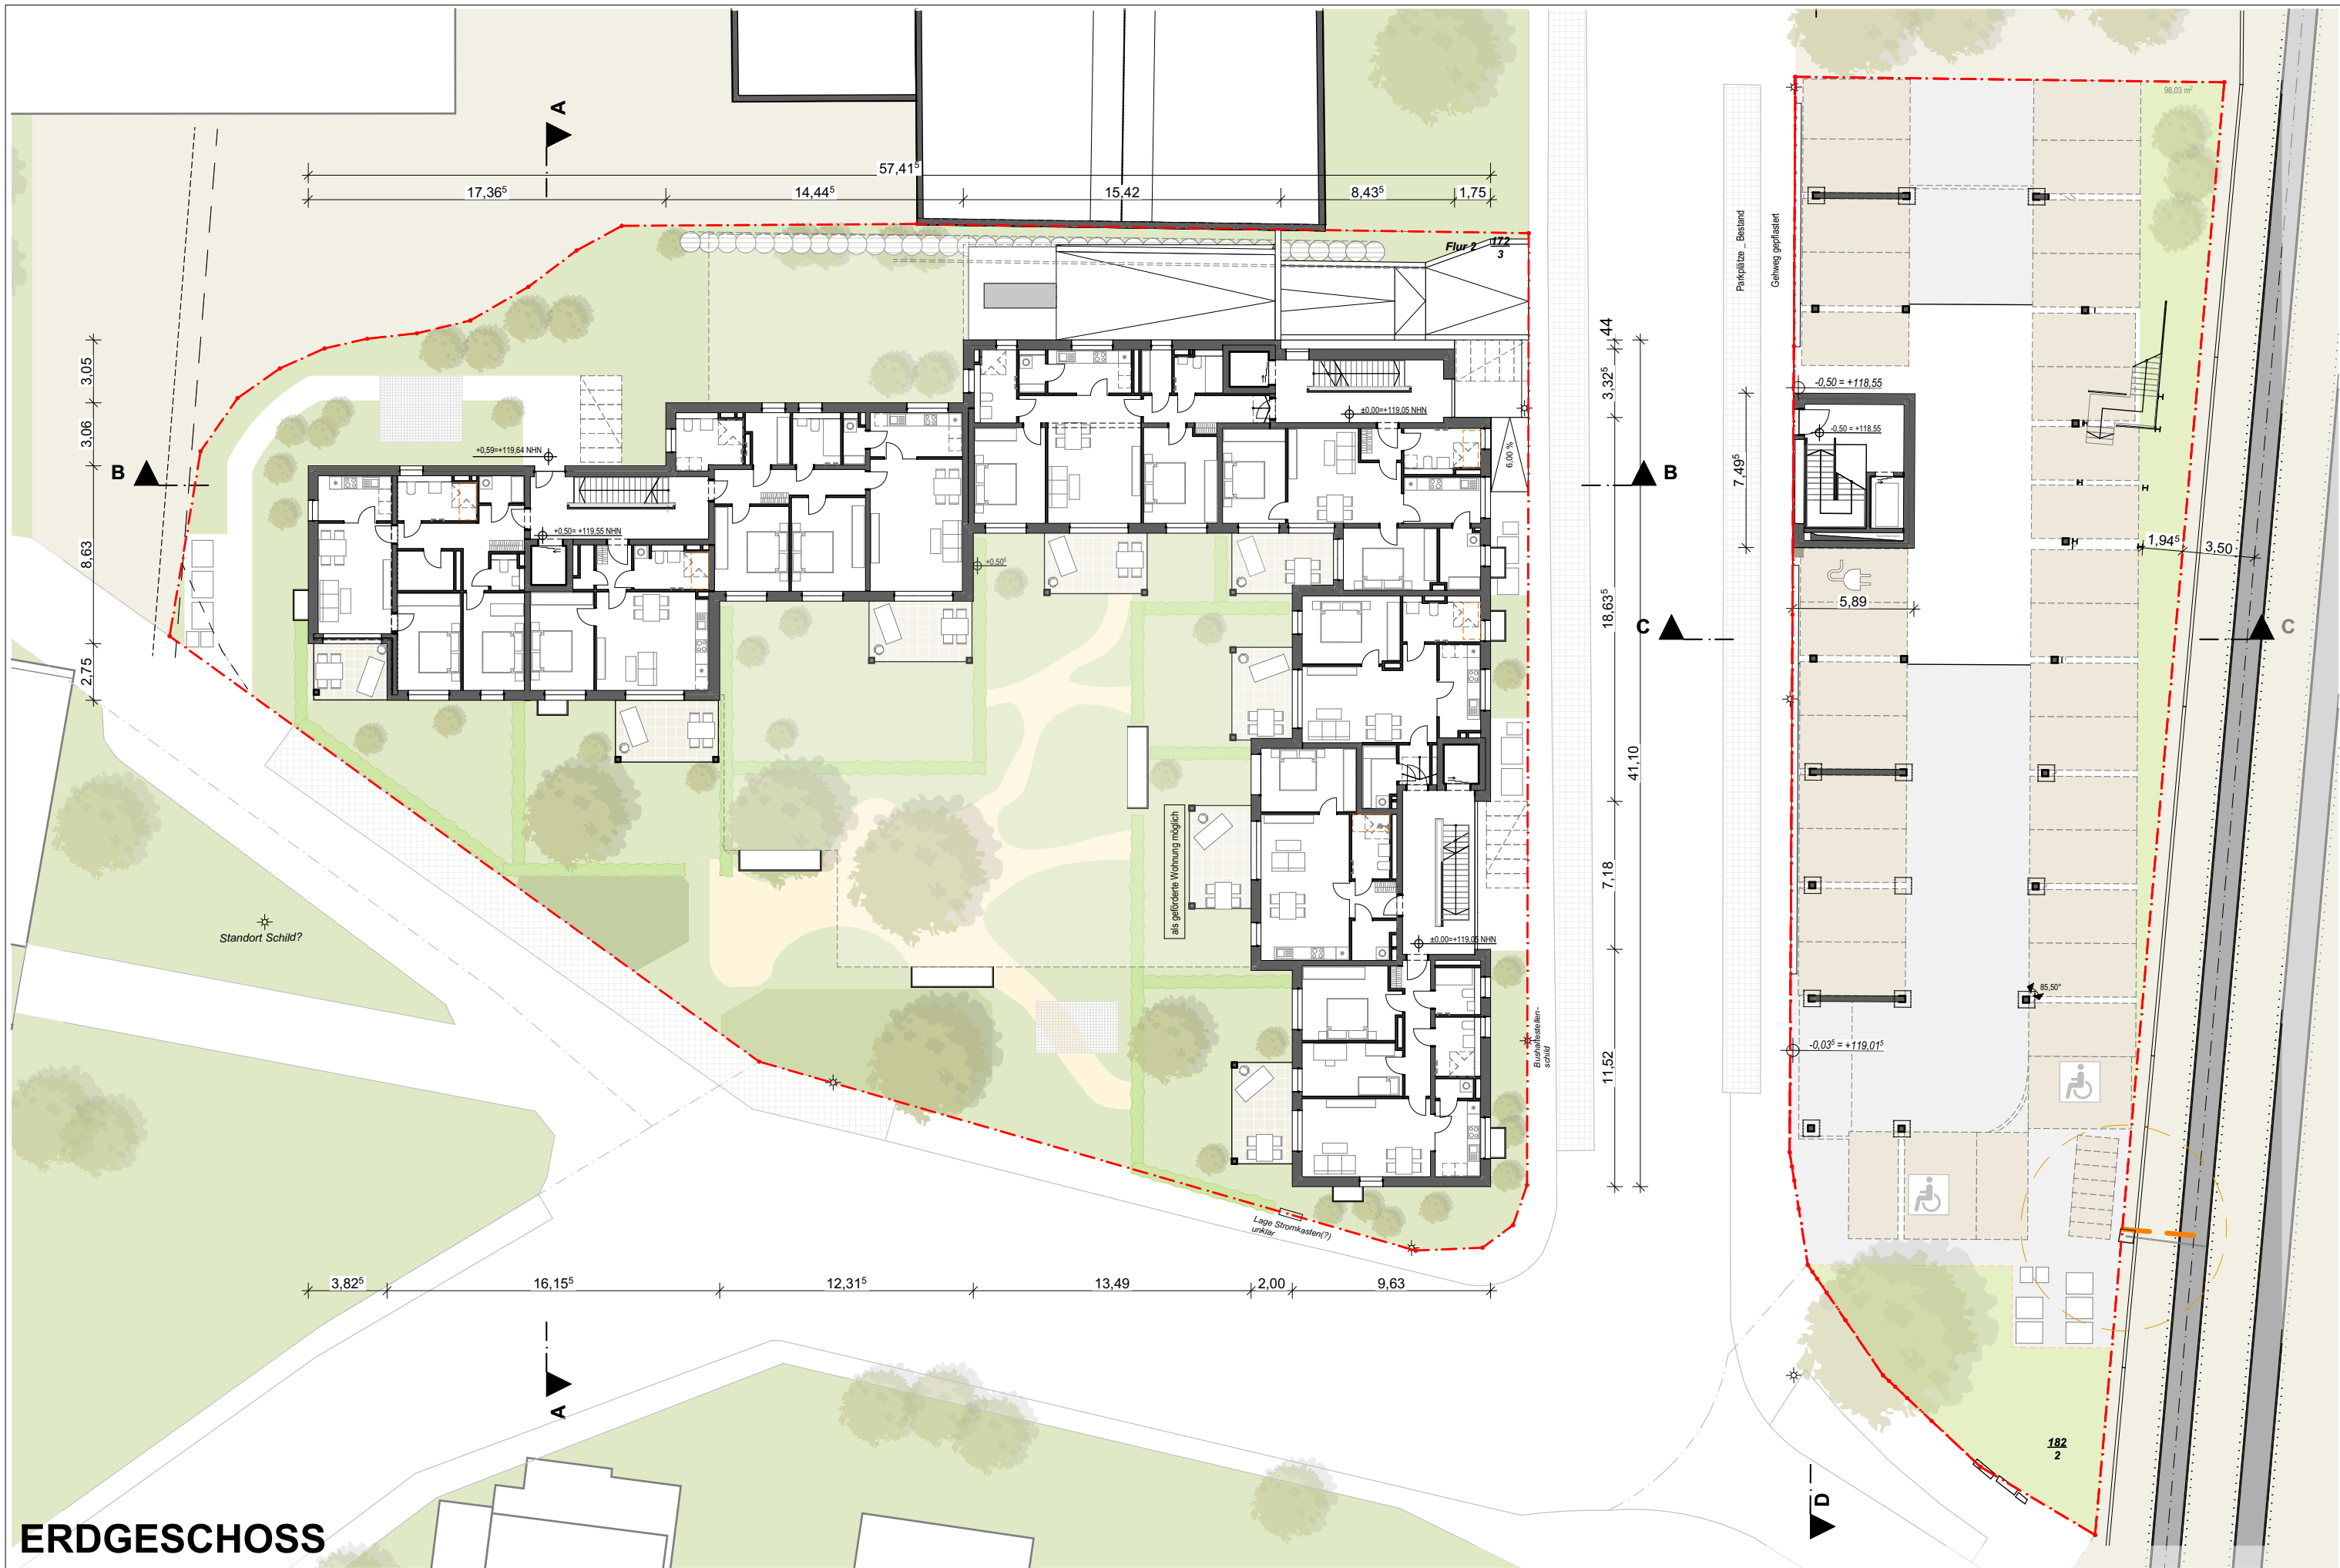 A
57,41⁵
17,36⁵
14,44⁵
15,42
8,43⁵
1,75
Flur 2
172
3
Parkplätze _ Bestand
Gehweg gepflastert
98,03 m²
3,05
3,06
8,63
2,75
44
3,32⁵
18,63⁵
41,10
7,18
11,52
-0,50 = +118,55
-0,50 = +118,55
±0,00=+119,05 NHN
+0,59=+119,64 NHN
+0,50= +119,55 NHN
+0,50⁵
6,00 %
B
B
7,49⁵
1,94⁵
3,50
5,89
C
C
als geförderte Wohnung möglich
±0,00=+119,05 NHN
Standort Schild?
85,50°
-0,03⁵ = +119,01⁵
Bushaltestellen-
schild
Lage Stromkasten(?)
unklar
3,82⁵
16,15⁵
12,31⁵
13,49
2,00
9,63
A
182
2
D
ERDGESCHOSS